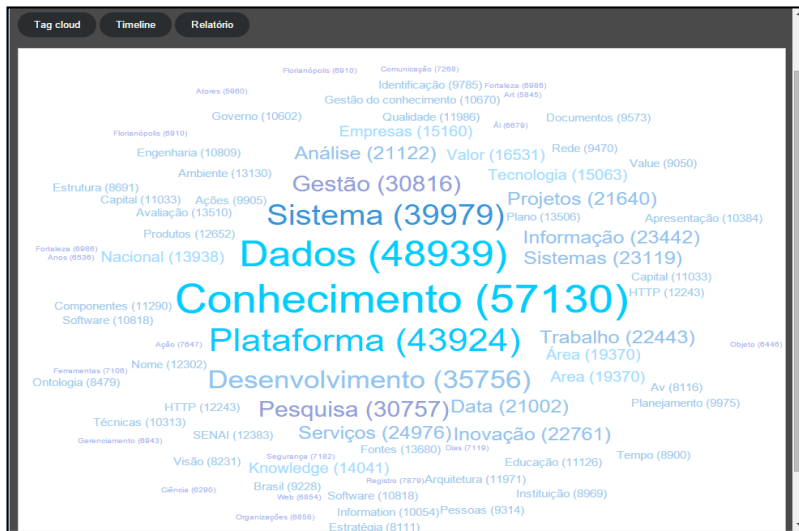 Tag cloud Timeline Relatório
Florianópolis (6910) Comunicação (7268)
Identificação (9785) Fortaleza (6986)
Atores (5960) Gestão do conhecimento (10670) Art (5845)
Governo (10602) Qualidade (11986) Documentos (9573)
Florianópolis (6910) Empresas (15160) Ãl (6679)
Engenharia (10809) Análise (21122) Valor (16531) Rede (9470)
Value (9050)
Ambiente (13130) Gestão (30816) Tecnologia (15063)
Estrutura (8691)
Capital (11033) Ações (9905) Projetos (21640)
Avaliação (13510) Sistema (39979) Plano (13506) Apresentação (10384)
Produtos (12652) Informação (23442)
Fortaleza (6986)
Anos (6536) Nacional (13938) Dados (48939) Sistemas (23119)
Capital (11033)
Conhecimento (57130) HTTP (12243)
Componentes (11290)
Software (10818)
Ação (7647) Plataforma (43924) Trabalho (22443) Objeto (6446)
Área (19370)
Nome (12302)
Ferramentas (7106) Desenvolvimento (35756) Area (19370)
Ontologia (8479) Av (8116)
HTTP (12243) Pesquisa (30757) Data (21002) Planejamento (9975)
Técnicas (10313)
Gerenciamento (6943) SENAI (12383) Serviços (24976) Inovação (22761)
Fontes (13680) Dias (7119)
Visão (8231) Segurança (7182) Educação (11126) Tempo (8900)
Knowledge (14041)
Ciência (6290) Brasil (9228) Registro (7879) Arquitetura (11971)
Web (6854) Software (10818) Instituição (8969)
Organizações (6858) Information (10054) Pessoas (9314)
Estratégia (8111)